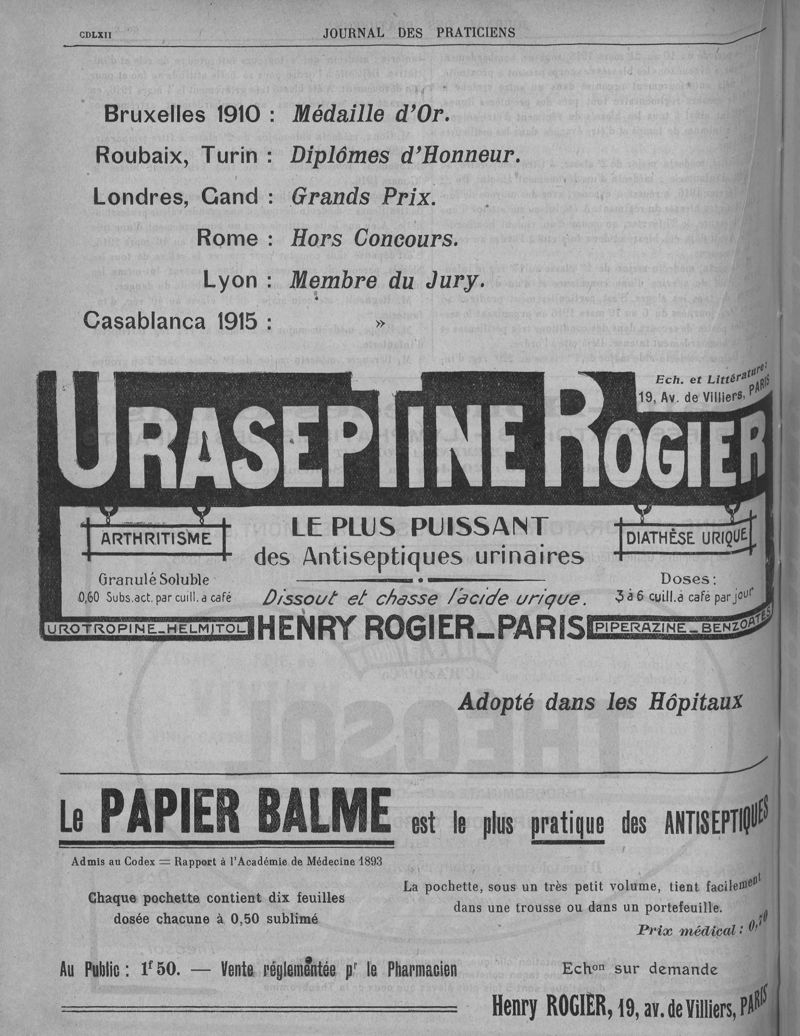 CDLXII
JOURNAL DES PRATICIENS
Bruxelles 1910 : Médaille d'Or.
Roubaix, Turin : Diplômes d'Honneur.
Londres, Gand : Grands Prix.
Rome : Hors Concours.
Lyon : Membre du Jury.
Casablanca 1915 : »
Ech. et Littérature:
19, Av. de Villiers, PARIS
URASEPTINE ROGIER
ARTHRITISME
LE PLUS PUISSANT
des Antiseptiques urinaires
DIATHÈSE URIQUE
Granulé Soluble
0,60 Subs. act. par cuill. à café
Dissout et chasse l'acide urique.
Doses:
3 à 6 cuill. à café par jour
UROTROPINE_HELMITOL
HENRY ROGIER_PARIS
PIPERAZINE_BENZOATES
Adopté dans les Hôpitaux
Le PAPIER BALME est le plus pratique des ANTISEPTIQUES
Admis au Codex = Rapport à l'Académie de Médecine 1893
Chaque pochette contient dix feuilles
dosée chacune à 0,50 sublimé
La pochette, sous un très petit volume, tient facilement
dans une trousse ou dans un portefeuille.
Prix médical : 0,70
Au Public : 1f 50. — Vente réglementée pr le Pharmacien
Echon sur demande
Henry ROGIER, 19, av. de Villiers, PARIS